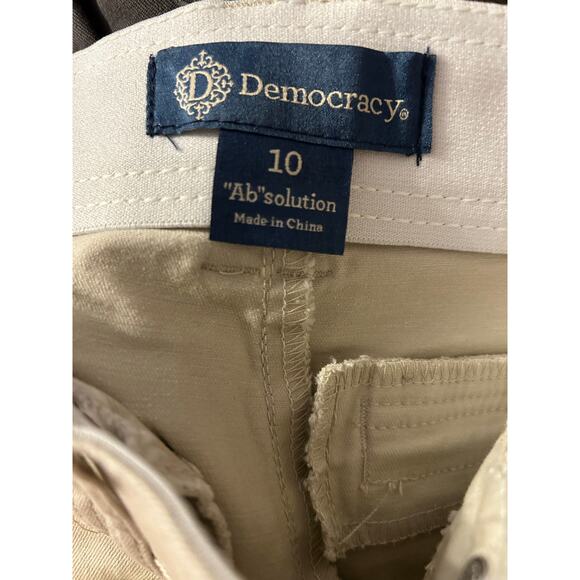 D Democracy®
10
"Ab"solution
Made in China